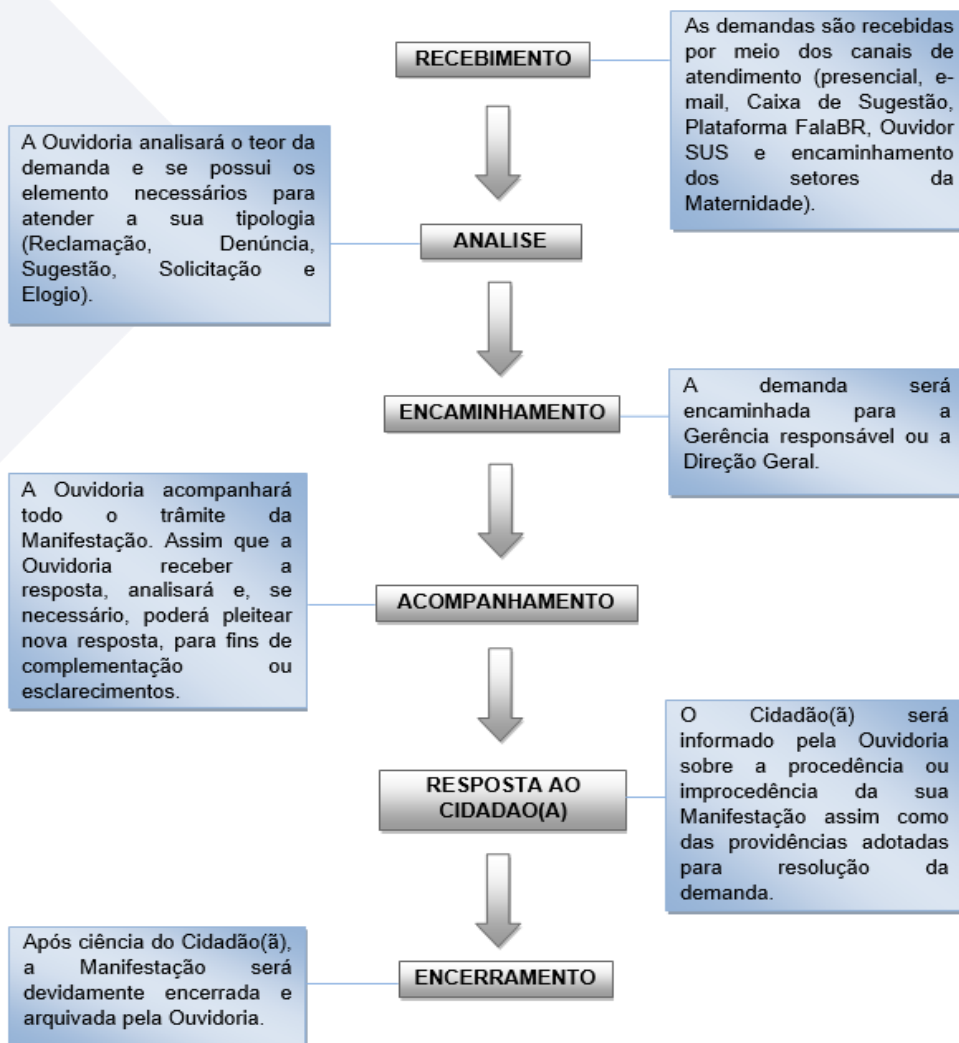 RECEBIMENTO
As demandas são recebidas
por meio dos canais de
atendimento (presencial, e-
mail, Caixa de Sugestão,
Plataforma FalaBR, Ouvidor
SUS e encaminhamento
dos setores da
Maternidade).
A Ouvidoria analisará o teor da
demanda e se possui os
elemento necessários para
atender a sua tipologia
(Reclamação, Denúncia,
Sugestão, Solicitação e
Elogio).
ANALISE
ENCAMINHAMENTO
A demanda será
encaminhada para a
Gerência responsável ou a
Direção Geral.
A Ouvidoria acompanhará
todo o trâmite da
Manifestação. Assim que a
Ouvidoria receber a
resposta, analisará e, se
necessário, poderá pleitear
nova resposta, para fins de
complementação ou
esclarecimentos.
ACOMPANHAMENTO
RESPOSTA AO
CIDADAO(A)
O Cidadão(ã) será
informado pela Ouvidoria
sobre a procedência ou
improcedência da sua
Manifestação assim como
das providências adotadas
para resolução da
demanda.
Após ciência do Cidadão(ã),
a Manifestação será
devidamente encerrada e
arquivada pela Ouvidoria.
ENCERRAMENTO